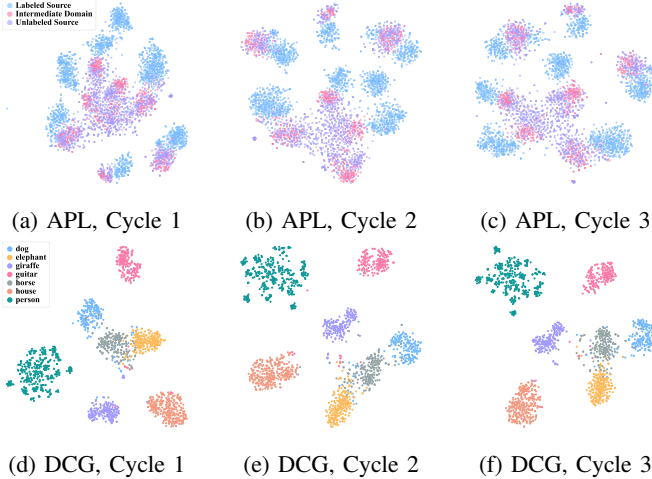 Labeled Source
Intermediate Domain
Unlabeled Source
(a) APL, Cycle 1
(b) APL, Cycle 2
(c) APL, Cycle 3
dog
elephant
giraffe
guitar
horse
house
person
(d) DCG, Cycle 1
(e) DCG, Cycle 2
(f) DCG, Cycle 3